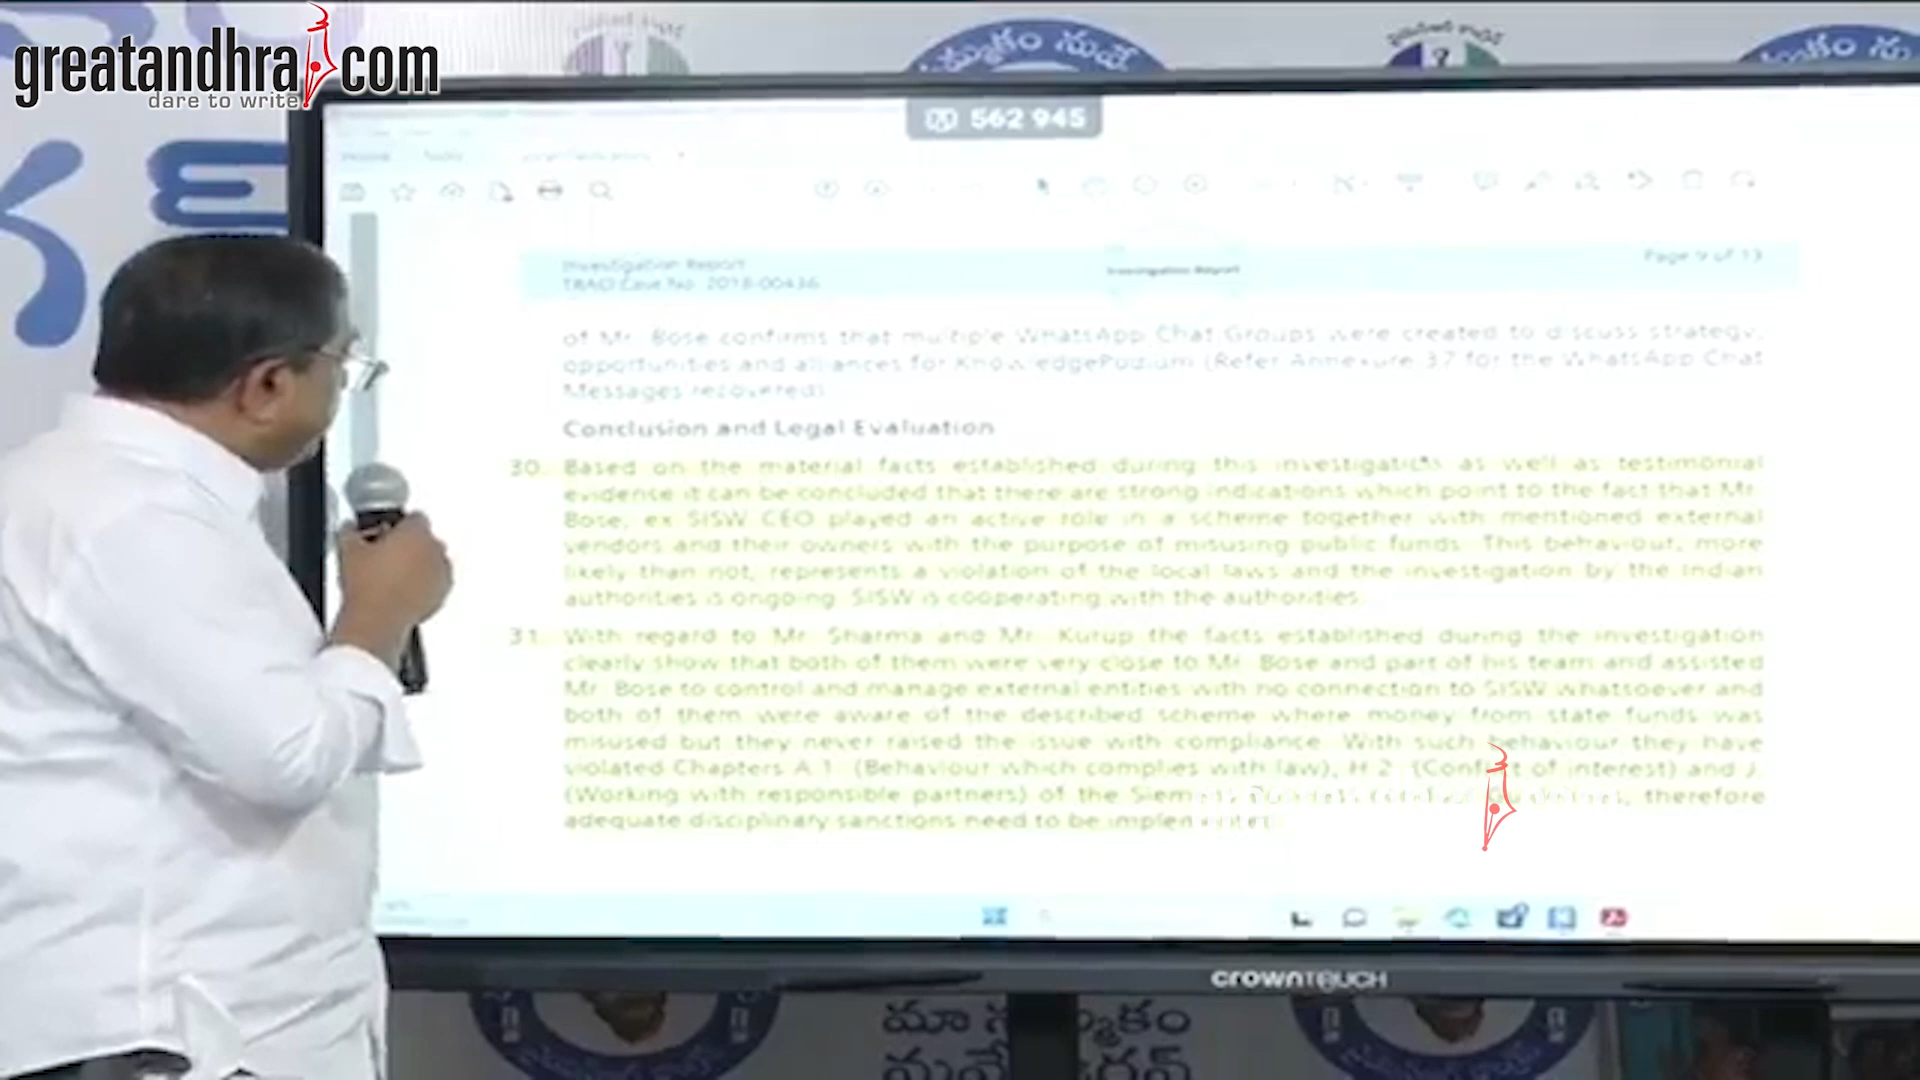 greatandhra.com
dare to write
562 945
Home Tools
Investigation Report
TRACI Case No. 2018-00436
Investigation Report
Page 9 of 13
of Mr. Bose confirms that multiple WhatsApp Chat Groups were created to discuss strategy,
opportunities and alliances for KnowledgePodium (Refer Annexure 37 for the WhatsApp Chat
Messages recovered)
Conclusion and Legal Evaluation
30. Based on the material facts established during this investigation as well as testimonial
evidence it can be concluded that there are strong indications which point to the fact that Mr.
Bose, ex SISW CEO played an active role in a scheme together with mentioned external
vendors and their owners with the purpose of misusing public funds. This behaviour, more
likely than not, represents a violation of the local laws and the investigation by the Indian
authorities is ongoing. SISW is cooperating with the authorities.
31. With regard to Mr. Sharma and Mr. Kurup the facts established during the investigation
clearly show that both of them were very close to Mr. Bose and part of his team and assisted
Mr. Bose to control and manage external entities with no connection to SISW whatsoever and
both of them were aware of the described scheme where money from state funds was
misused but they never raised the issue with compliance. With such behaviour they have
violated Chapters A.1. (Behaviour which complies with law), H.2. (Conflict of interest) and J.
(Working with responsible partners) of the therefore
adequate disciplinary sanctions need to be
crownTOUCH